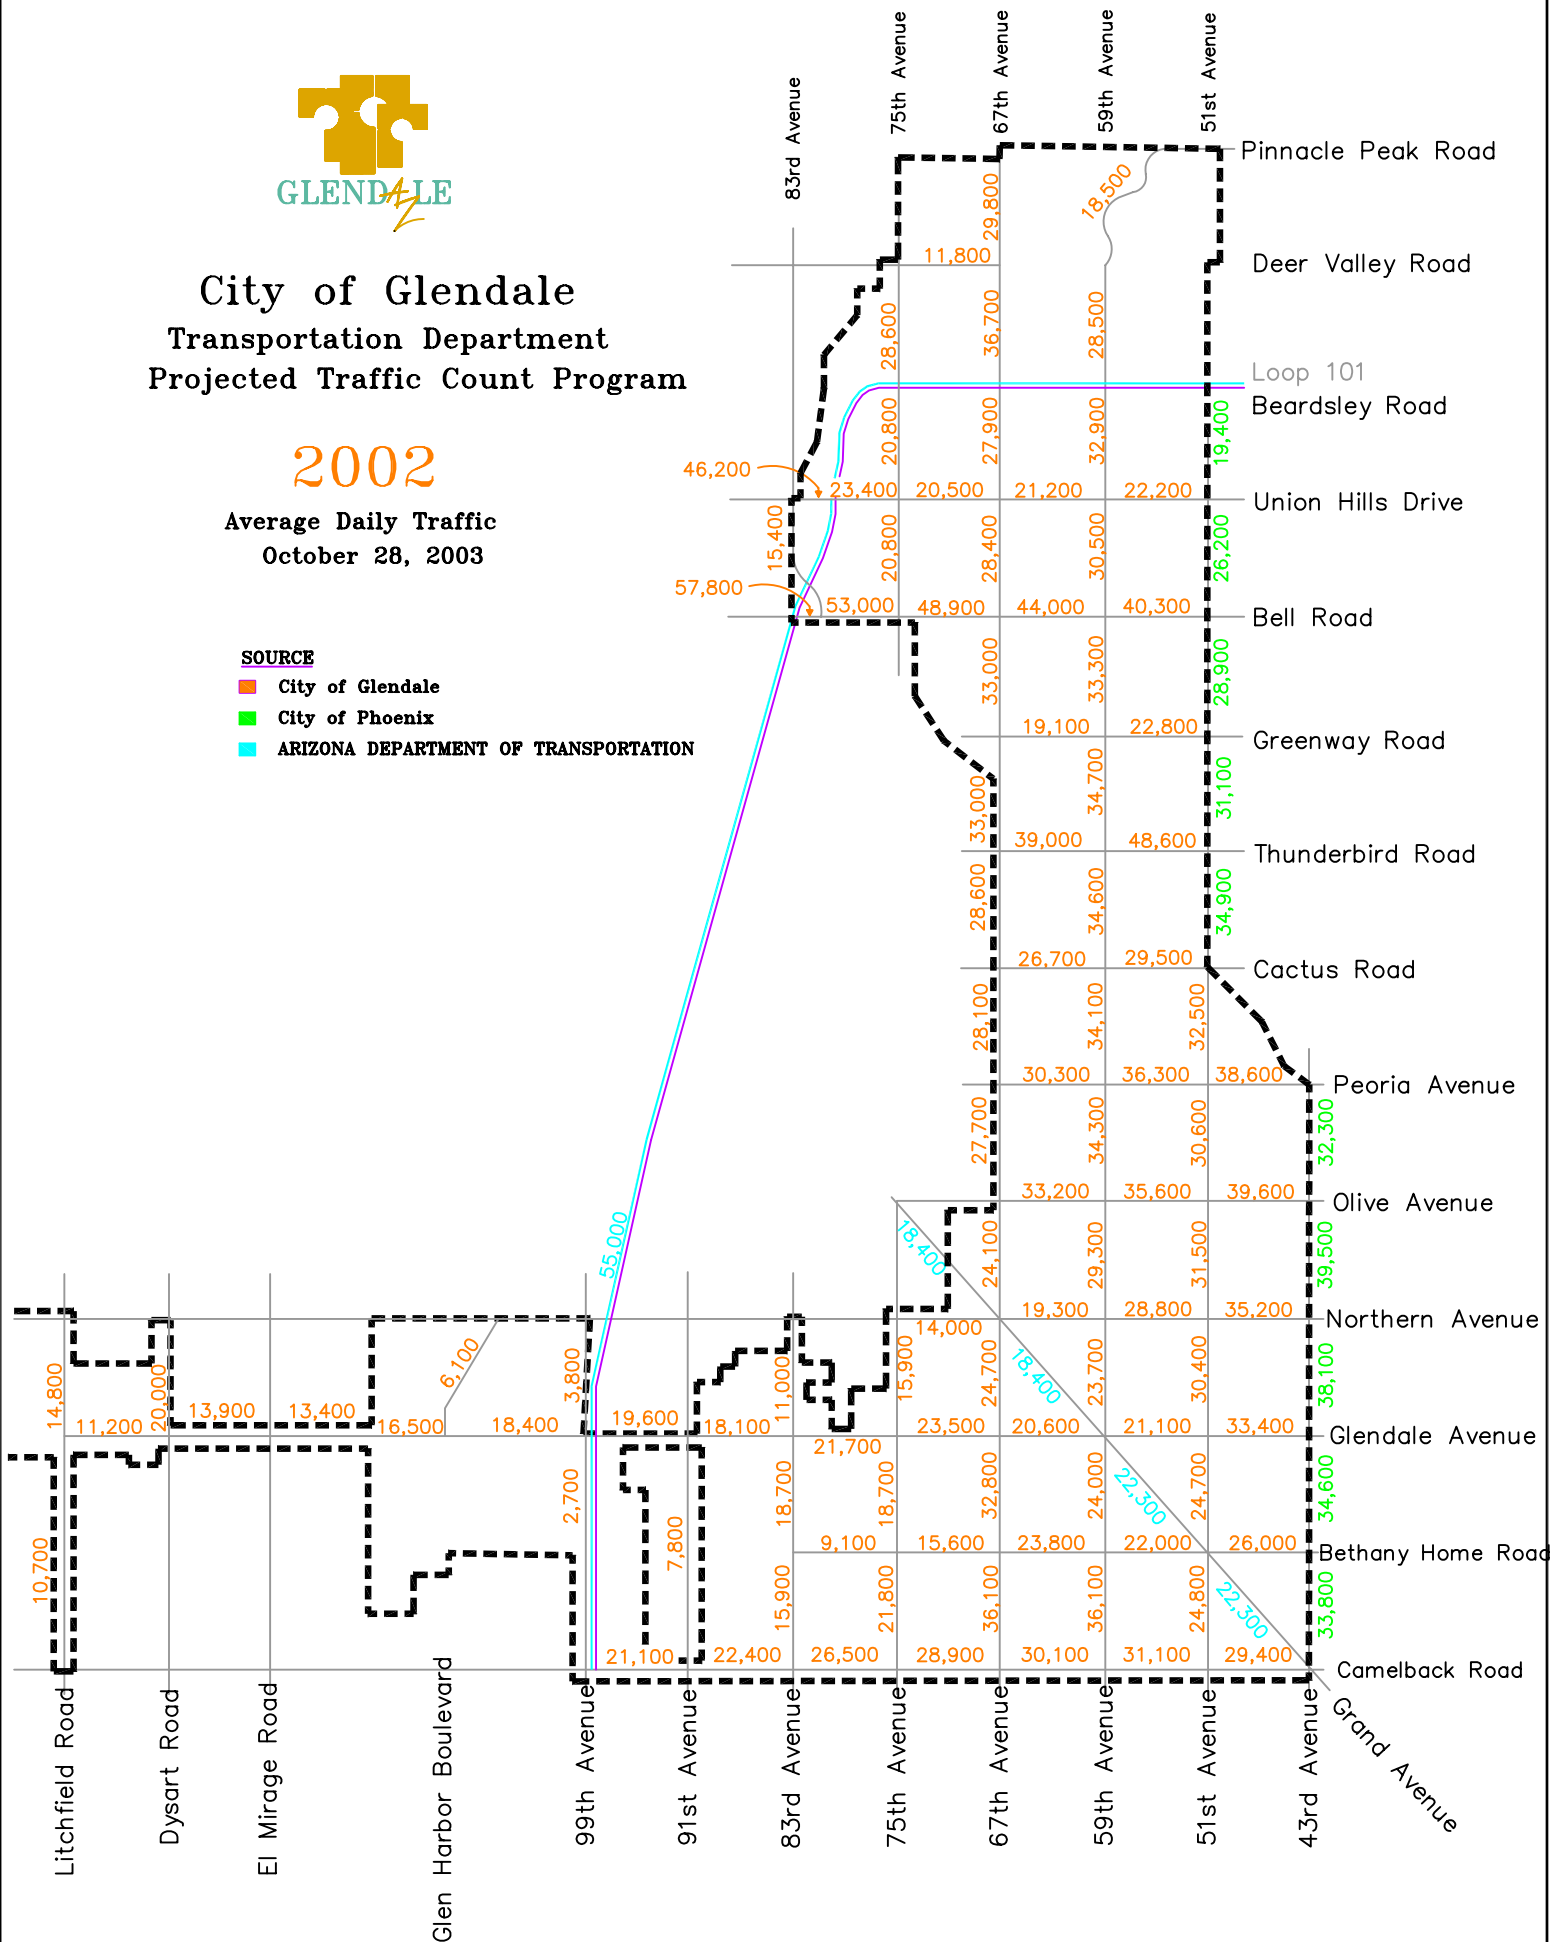 83rd Avenue
75th Avenue
67th Avenue
59th Avenue
51st Avenue
GLENDALE
AZ
City of Glendale
Transportation Department
Projected Traffic Count Program
2002
Average Daily Traffic
October 28, 2003
SOURCE
City of Glendale
City of Phoenix
ARIZONA DEPARTMENT OF TRANSPORTATION
Pinnacle Peak Road
29,800
18,500
11,800
Deer Valley Road
28,600
36,700
28,500
Loop 101
Beardsley Road
20,800
27,900
32,900
19,400
46,200
23,400
20,500
21,200
22,200
Union Hills Drive
15,400
20,800
28,400
30,500
26,200
57,800
53,000
48,900
44,000
40,300
Bell Road
33,000
33,300
28,900
19,100
22,800
Greenway Road
33,000
34,700
31,100
39,000
48,600
Thunderbird Road
28,600
34,600
34,900
26,700
29,500
Cactus Road
28,100
34,100
32,500
30,300
36,300
38,600
Peoria Avenue
27,700
34,300
30,600
32,300
33,200
35,600
39,600
Olive Avenue
55,000
18,400
24,100
29,300
31,500
39,500
14,000
19,300
28,800
35,200
Northern Avenue
14,800
20,000
6,100
3,800
11,000
15,900
24,700
18,400
23,700
30,400
38,100
11,200
13,900
13,400
16,500
18,400
19,600
18,100
21,700
23,500
20,600
21,100
33,400
Glendale Avenue
10,700
2,700
7,800
18,700
18,700
32,800
24,000
22,300
24,700
34,600
9,100
15,600
23,800
22,000
26,000
Bethany Home Road
15,900
21,800
36,100
36,100
24,800
22,300
33,800
21,100
22,400
26,500
28,900
30,100
31,100
29,400
Camelback Road
Grand Avenue
Litchfield Road
Dysart Road
El Mirage Road
Glen Harbor Boulevard
99th Avenue
91st Avenue
83rd Avenue
75th Avenue
67th Avenue
59th Avenue
51st Avenue
43rd Avenue